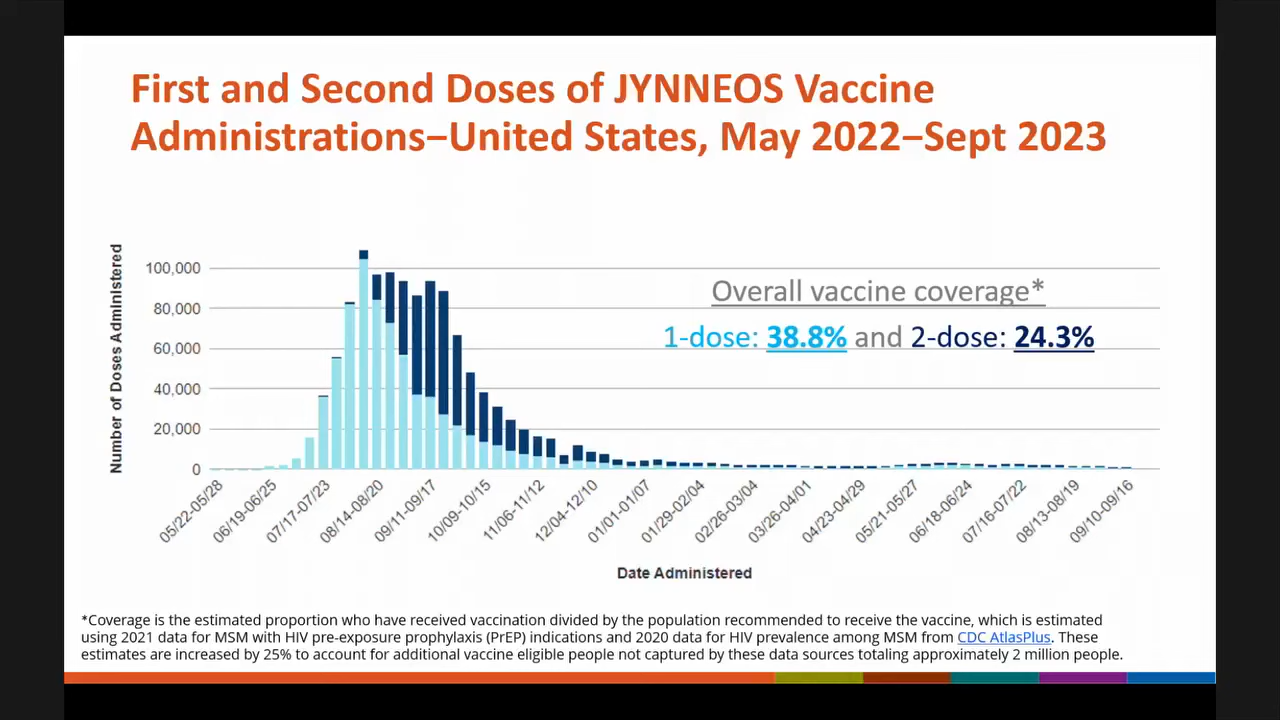 First and Second Doses of JYNNEOS Vaccine
Administrations–United States, May 2022–Sept 2023
Number of Doses Administered
100,000
80,000
60,000
40,000
20,000
0
Overall vaccine coverage*
1-dose: 38.8% and 2-dose: 24.3%
05/22-05/28
06/19-06/25
07/17-07/23
08/14-08/20
09/11-09/17
10/09-10/15
11/06-11/12
12/04-12/10
01/01-01/07
01/29-02/04
02/26-03/04
03/26-04/01
04/23-04/29
05/21-05/27
06/18-06/24
07/16-07/22
08/13-08/19
09/10-09/16
Date Administered
*Coverage is the estimated proportion who have received vaccination divided by the population recommended to receive the vaccine, which is estimated
using 2021 data for MSM with HIV pre-exposure prophylaxis (PrEP) indications and 2020 data for HIV prevalence among MSM from CDC AtlasPlus. These
estimates are increased by 25% to account for additional vaccine eligible people not captured by these data sources totaling approximately 2 million people.